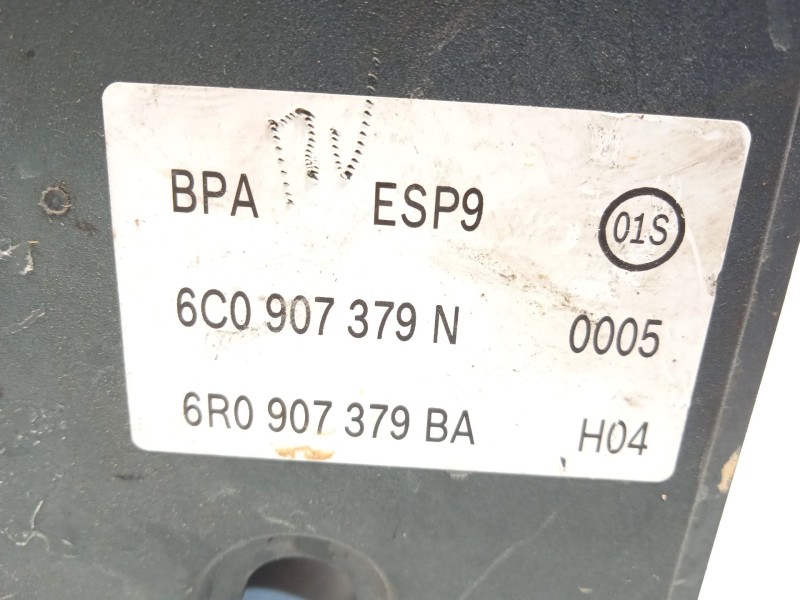 BPA ESP9 01S
6C0 907 379 N 0005
6R0 907 379 BA H04